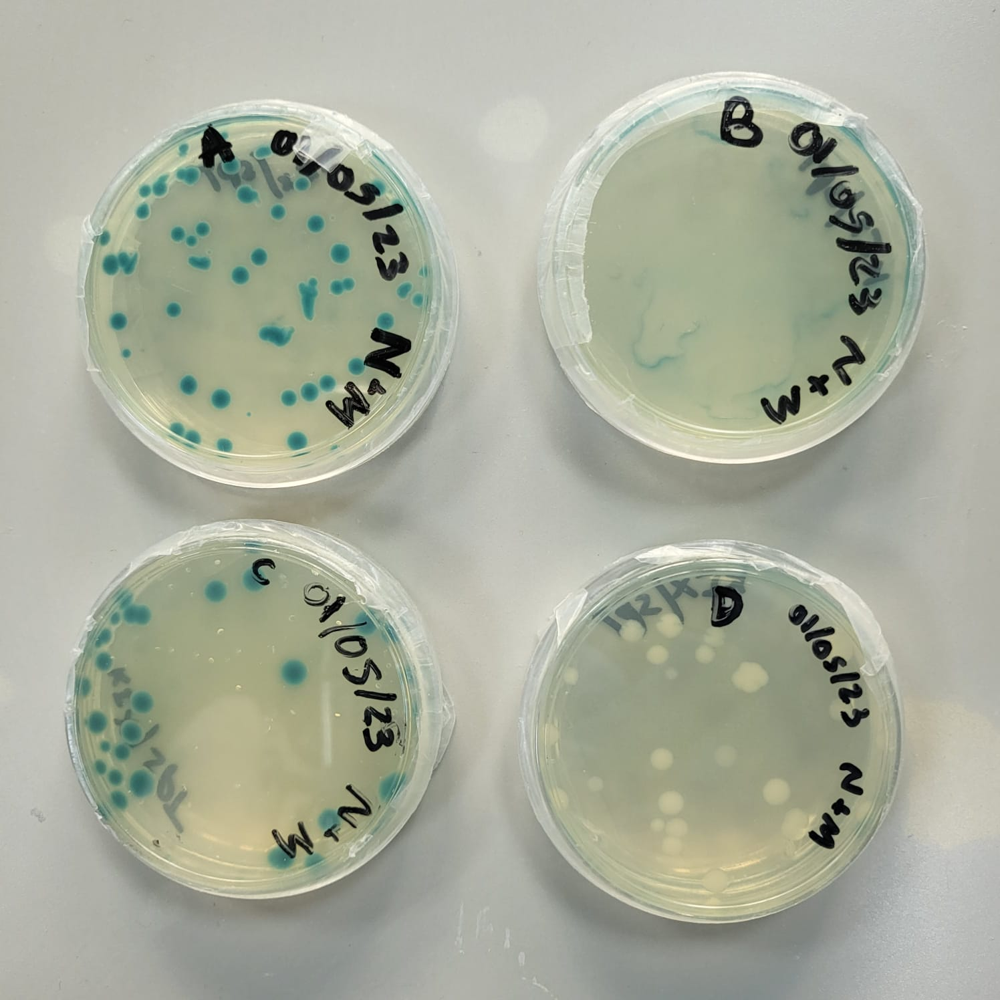 A 01/05/23 N+M
B 01/05/23 N+M
C 01/05/23 N+M
D 01/05/23 N+M